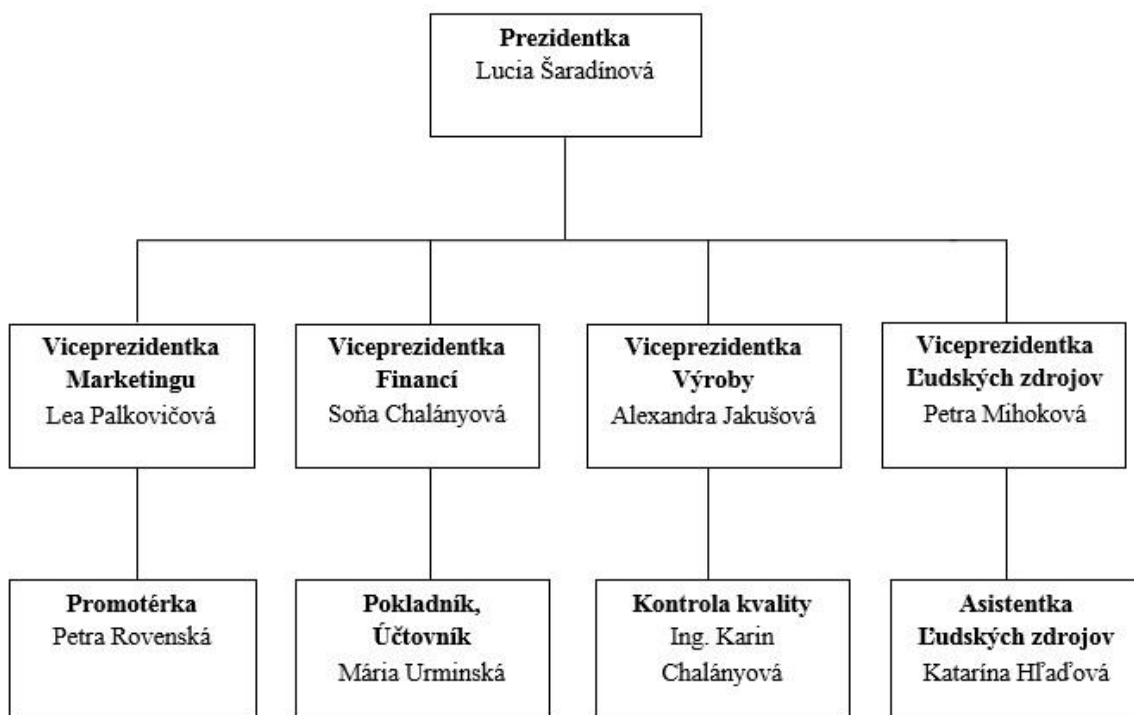 Prezidentka
Lucia Šaradínová
Viceprezidentka
Marketingu
Lea Palkovičová
Viceprezidentka
Financí
Soňa Chalányová
Viceprezidentka
Výroby
Alexandra Jakušová
Viceprezidentka
Ľudských zdrojov
Petra Mihoková
Promotérka
Petra Rovenská
Pokladník,
Účtovník
Mária Urminská
Kontrola kvality
Ing. Karin
Chalányová
Asistentka
Ľudských zdrojov
Katarína Hľaďová